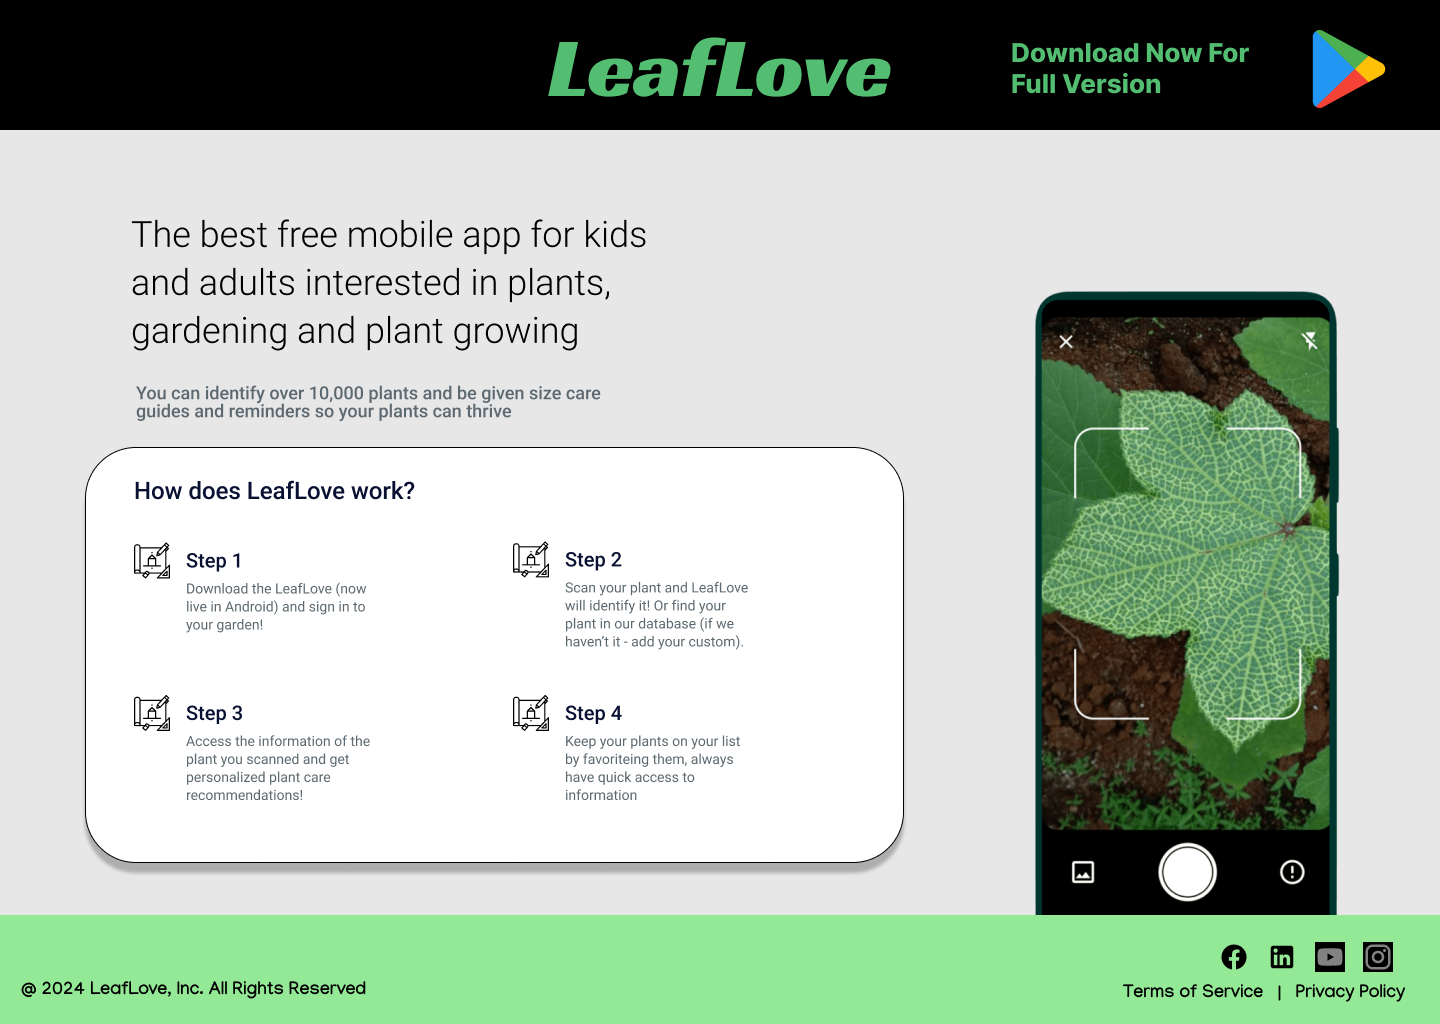 LeafLove
Download Now For
Full Version
The best free mobile app for kids
and adults interested in plants,
gardening and plant growing
You can identify over 10,000 plants and be given size care
guides and reminders so your plants can thrive
How does LeafLove work?
Step 1
Download the LeafLove (now
live in Android) and sign in to
your garden!
Step 2
Scan your plant and LeafLove
will identify it! Or find your
plant in our database (if we
haven’t it - add your custom).
Step 3
Access the information of the
plant you scanned and get
personalized plant care
recommendations!
Step 4
Keep your plants on your list
by favoriteing them, always
have quick access to
information
@ 2024 LeafLove, Inc. All Rights Reserved
Terms of Service | Privacy Policy